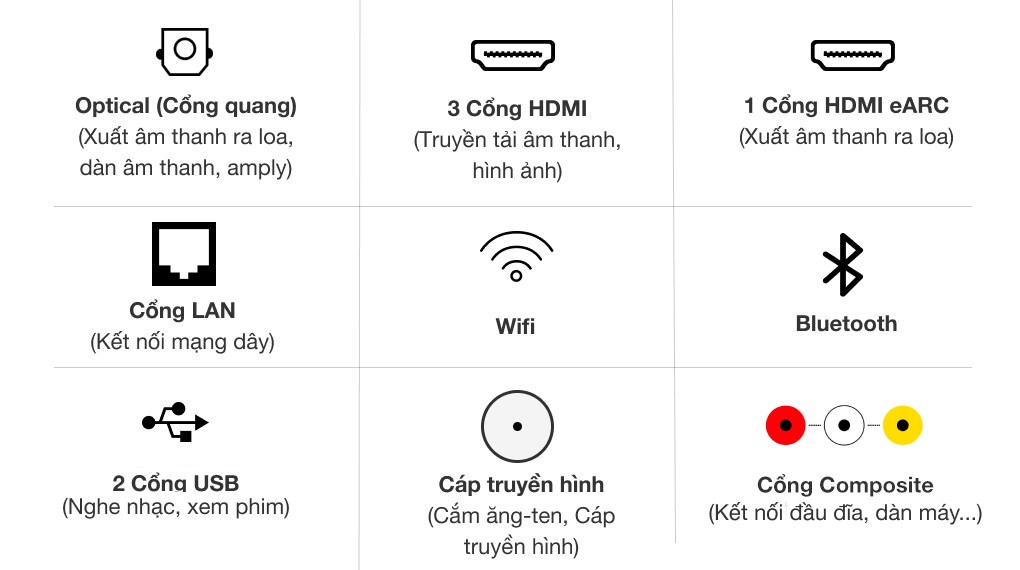 Optical (Cổng quang)
(Xuất âm thanh ra loa,
dàn âm thanh, amply)
3 Cổng HDMI
(Truyền tải âm thanh,
hình ảnh)
1 Cổng HDMI eARC
(Xuất âm thanh ra loa)
Cổng LAN
(Kết nối mạng dây)
Wifi
Bluetooth
2 Cổng USB
(Nghe nhạc, xem phim)
Cáp truyền hình
(Cắm ăng-ten, Cáp
truyền hình)
Cổng Composite
(Kết nối đầu đĩa, dàn máy...)